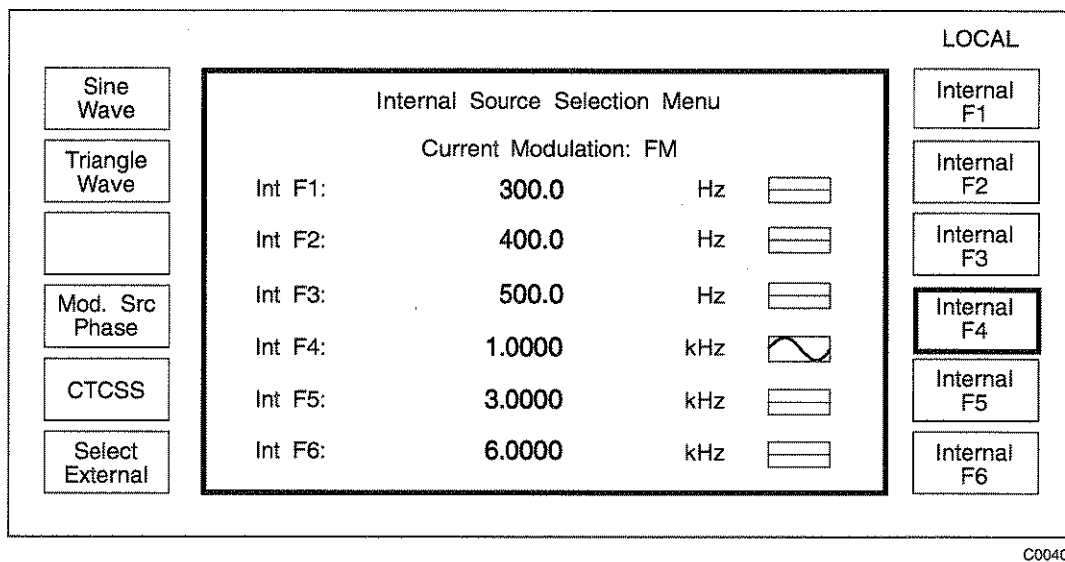 LOCAL
Sine
Wave
Triangle
Wave
Mod. Src
Phase
CTCSS
Select
External
Internal Source Selection Menu
Current Modulation: FM
Int F1: 300.0 Hz
Int F2: 400.0 Hz
Int F3: 500.0 Hz
Int F4: 1.0000 kHz
Int F5: 3.0000 kHz
Int F6: 6.0000 kHz
Internal
F1
Internal
F2
Internal
F3
Internal
F4
Internal
F5
Internal
F6
C0040